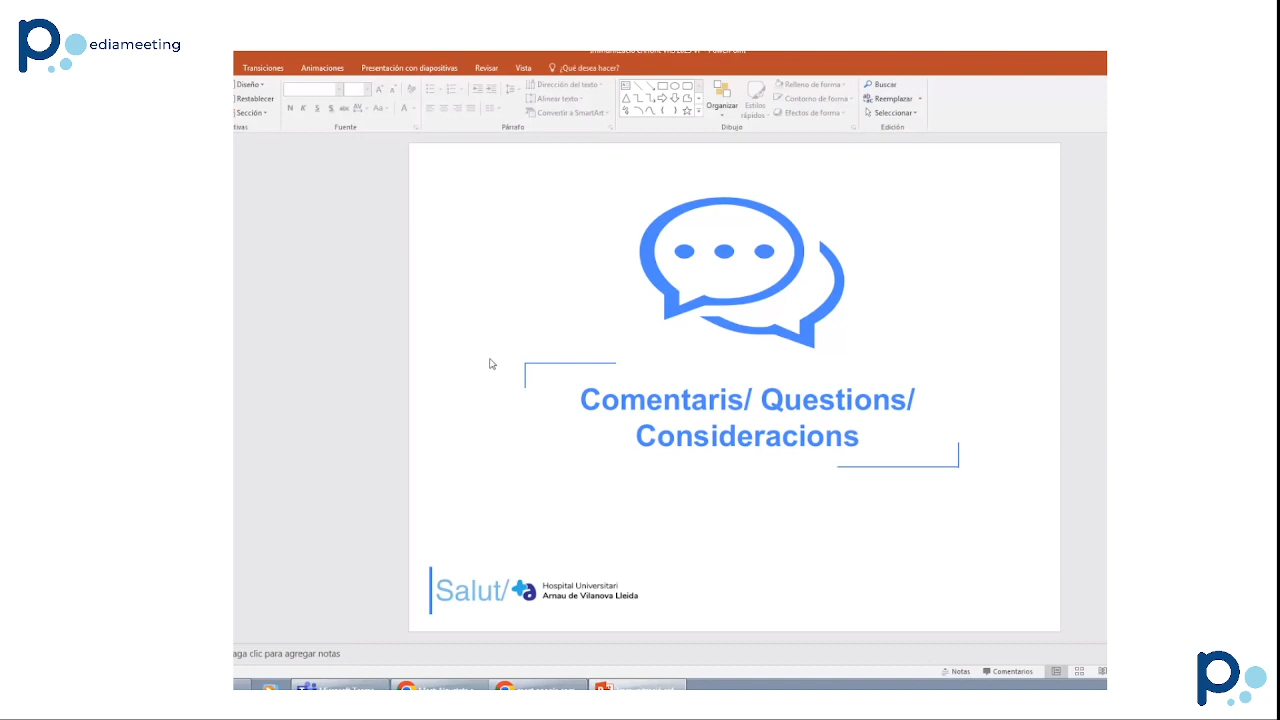 ediameeting
Transiciones Animaciones Presentación con diapositivas Revisar Vista ¿Qué desea hacer?
Diseño
Restablecer
Sección
Fuente
Dirección del texto
Alinear texto
Convertir a SmartArt
Párrafo
Organizar
Estilos
rápidos
Relleno de forma
Contorno de forma
Efectos de forma
Dibujo
Buscar
Reemplazar
Seleccionar
Edición
Comentaris/ Questions/
Consideracions
Salut/
Hospital Universitari
Arnau de Vilanova Lleida
aga clic para agregar notas
Notas Comentarios